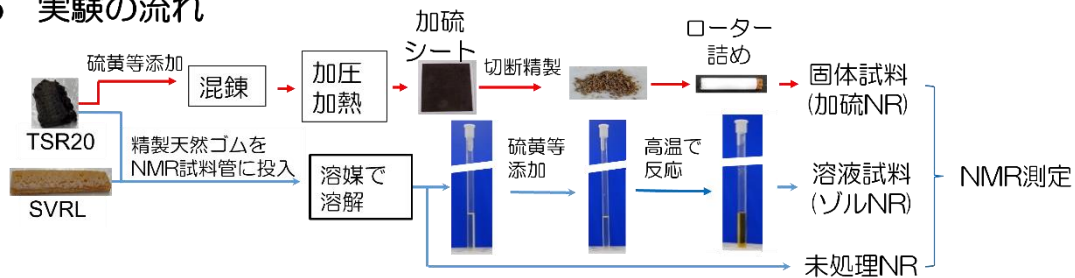 実験の流れ
硫黄等添加
混錬
加圧
加熱
加硫
シート
切断精製
ローター
詰め
固体試料
(加硫NR)
TSR20
SVRL
精製天然ゴムを
NMR試料管に投入
溶媒で
溶解
硫黄等
添加
高温で
反応
溶液試料
(ゾルNR)
NMR測定
未処理NR